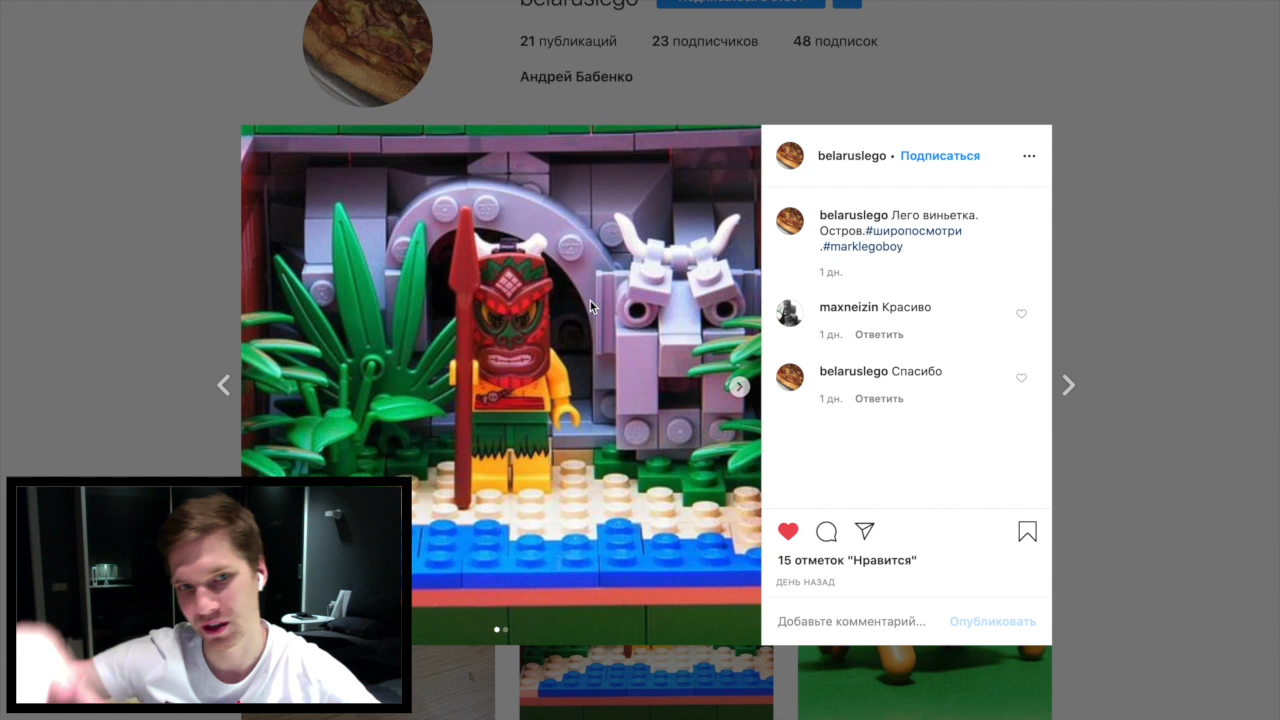 belaruslego
21 публикаций 23 подписчиков 48 подписок
Андрей Бабенко
belaruslego • Подписаться
belaruslego Лего виньетка.
Остров.#широпосмотри
.#marklegoboy
1 дн.
maxneizin Красиво
1 дн. Ответить
belaruslego Спасибо
1 дн. Ответить
15 отметок "Нравится"
ДЕНЬ НАЗАД
Добавьте комментарий... Опубликовать